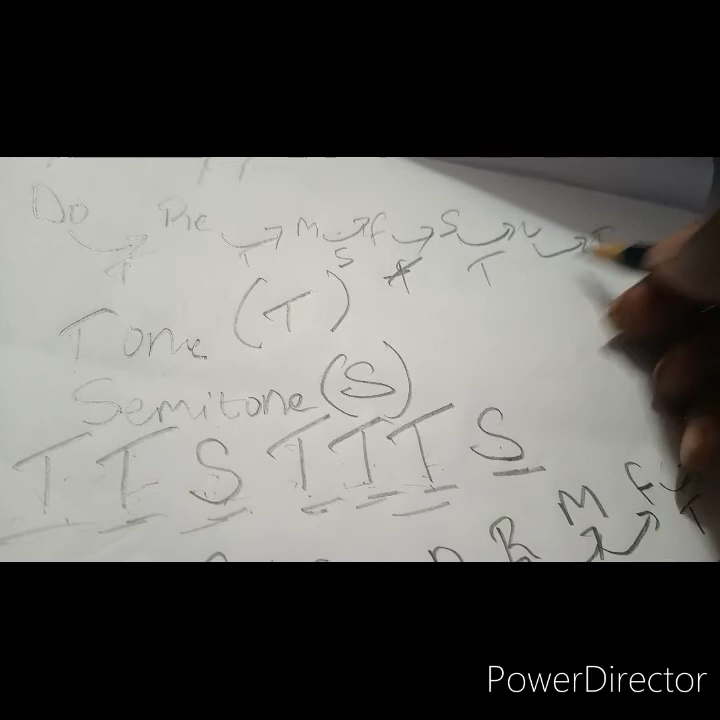 Do Re M F S L T
T T S T T
Tone (T)
Semitone (S)
T T S T T T S
R M F
T
PowerDirector